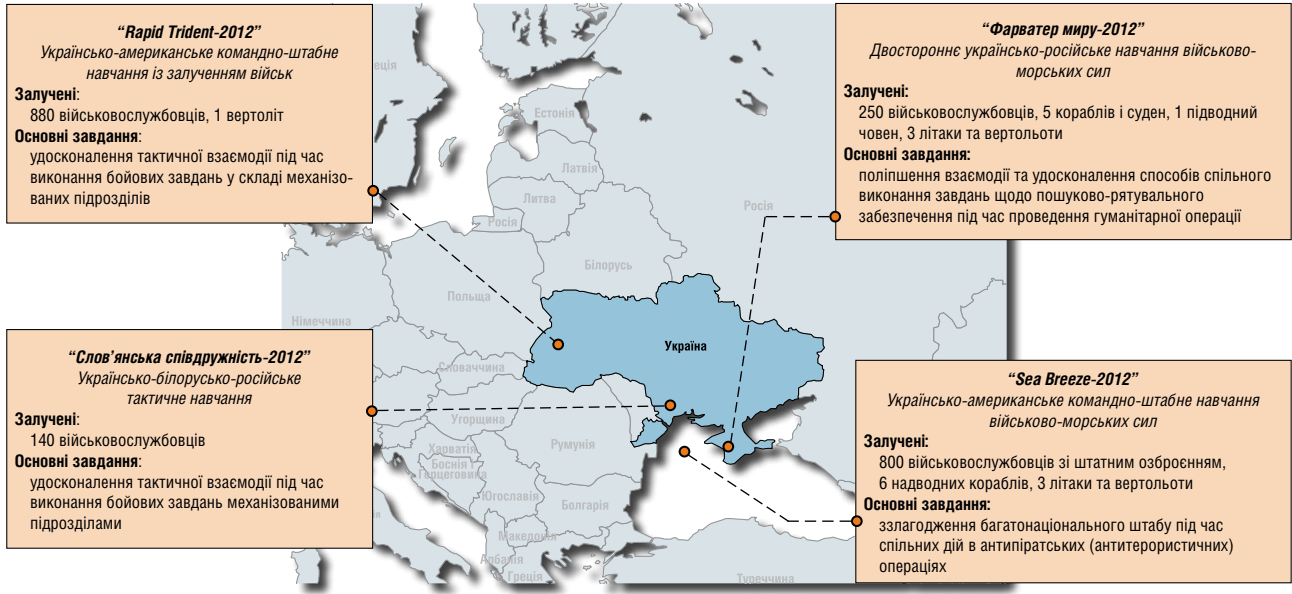 “Rapid Trident-2012”
Українсько-американське командно-штабне
навчання із залученням військ
Залучені:
880 військовослужбовців, 1 вертоліт
Основні завдання:
удосконалення тактичної взаємодії під час
виконання бойових завдань у складі механізо-
ваних підрозділів
“Фарватер миру-2012”
Двостороннє українсько-російське навчання військово-
морських сил
Залучені:
250 військовослужбовців, 5 кораблів і суден, 1 підводний
човен, 3 літаки та вертольоти
Основні завдання:
поліпшення взаємодії та удосконалення способів спільного
виконання завдань щодо пошуково-рятувального
забезпечення під час проведення гуманітарної операції
“Слов’янська співдружність-2012”
Українсько-білорусько-російське
тактичне навчання
Залучені:
140 військовослужбовців
Основні завдання:
удосконалення тактичної взаємодії під час
виконання бойових завдань механізованими
підрозділами
“Sea Breeze-2012”
Українсько-американське командно-штабне навчання
військово-морських сил
Залучені:
800 військовослужбовців зі штатним озброєнням,
6 надводних кораблів, 3 літаки та вертольоти
Основні завдання:
ззлагодження багатонаціонального штабу під час
спільних дій в антипіратських (антитерористичних)
операціях
еція
Естонія
Латвія
Литва
Росія
Росія
Білорусь
Польща
Німеччина
Україна
Словаччина
Угорщина
Румунія
Харватія
Боснія і
Герцеговина
Югославія
Болгарія
Македонія
Албанія
Греція
Туреччина